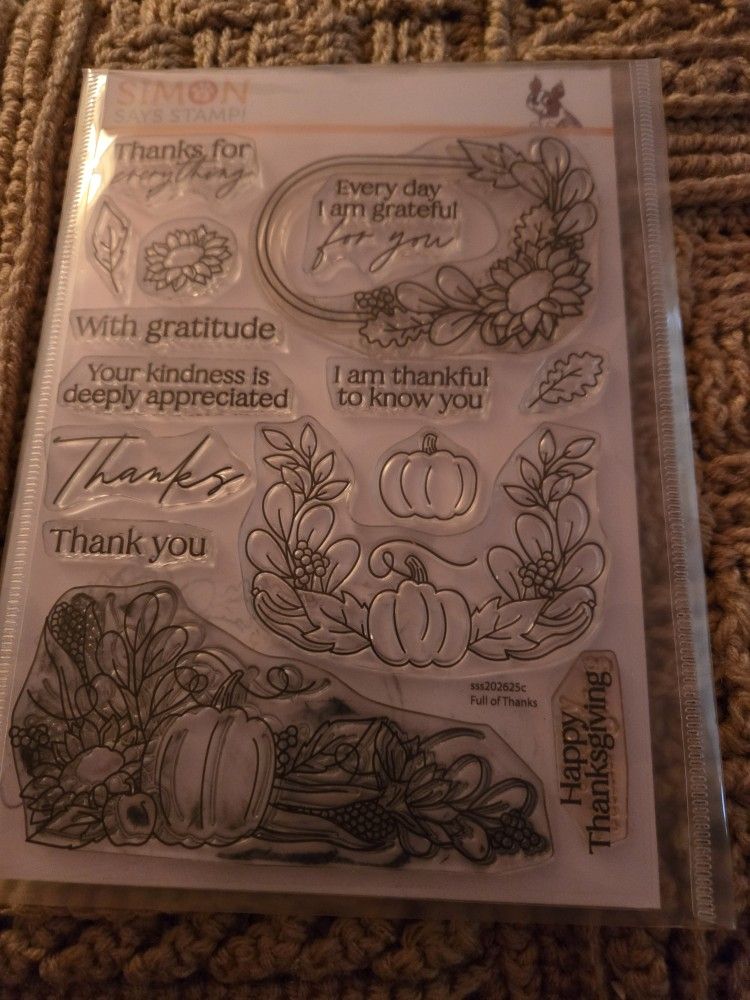 SIMON
SAYS STAMP!
Thanks for
everything
Every day
I am grateful
for you
With gratitude
Your kindness is
deeply appreciated
I am thankful
to know you
Thanks
Thank you
sss202625c
Full of Thanks
Happy
Thanksgiving